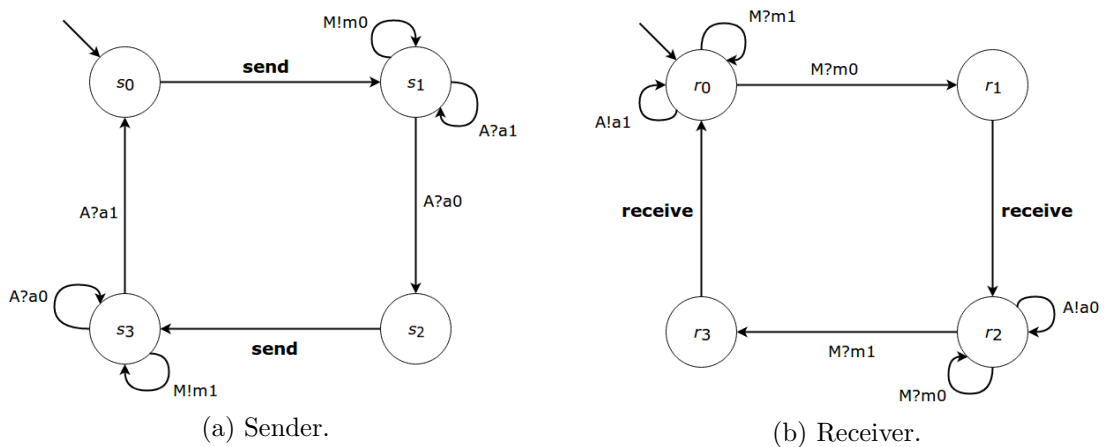 M!m0
send
s0
s1
A?a1
A?a1
A?a0
A?a0
s3
s2
send
M!m1
(a) Sender.
M?m1
M?m0
r0
r1
A!a1
receive
receive
A!a0
r3
r2
M?m1
M?m0
(b) Receiver.